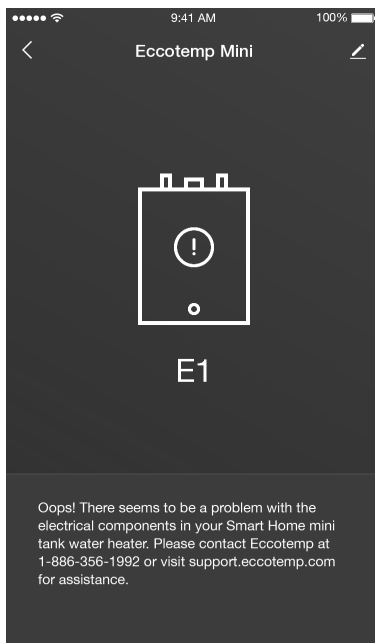 9:41 AM 100%
Eccotemp Mini
E1
Oops! There seems to be a problem with the
electrical components in your Smart Home mini
tank water heater. Please contact Eccotemp at
1-886-356-1992 or visit support.eccotemp.com
for assistance.